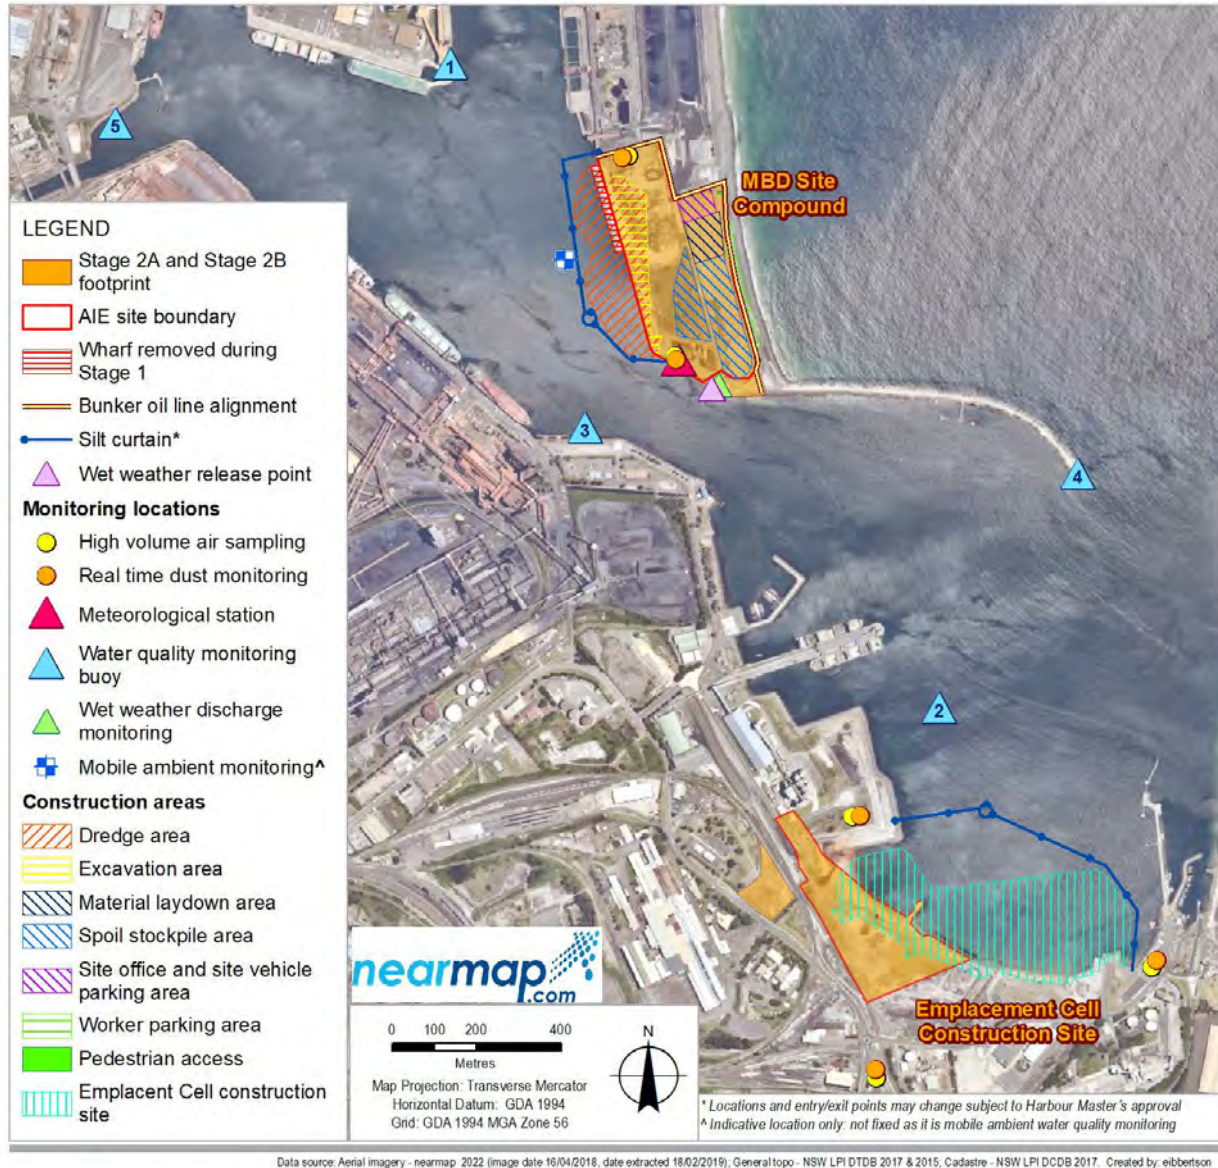 1
5
MBD Site
Compound
LEGEND
Stage 2A and Stage 2B
footprint
AIE site boundary
Wharf removed during
Stage 1
Bunker oil line alignment
Silt curtain*
Wet weather release point
Monitoring locations
High volume air sampling
Real time dust monitoring
Meteorological station
Water quality monitoring
buoy
Wet weather discharge
monitoring
Mobile ambient monitoring^
Construction areas
Dredge area
Excavation area
Material laydown area
Spoil stockpile area
Site office and site vehicle
parking area
Worker parking area
Pedestrian access
Emplacent Cell construction
site
3
4
2
nearmap
.com
Emplacement Cell
Construction Site
0 100 200 400
Metres
Map Projection: Transverse Mercator
Horizontal Datum: GDA 1994
Grid: GDA 1994 MGA Zone 56
N
* Locations and entry/exit points may change subject to Harbour Master's approval
^ Indicative location only: not fixed as it is mobile ambient water quality monitoring
Data source: Aerial imagery - nearmap 2022 (image date 16/04/2018, date extracted 18/02/2019); General topo - NSW LPI DTDB 2017 & 2015; Cadastre - NSW LPI DCDB 2017. Created by: eibbertson